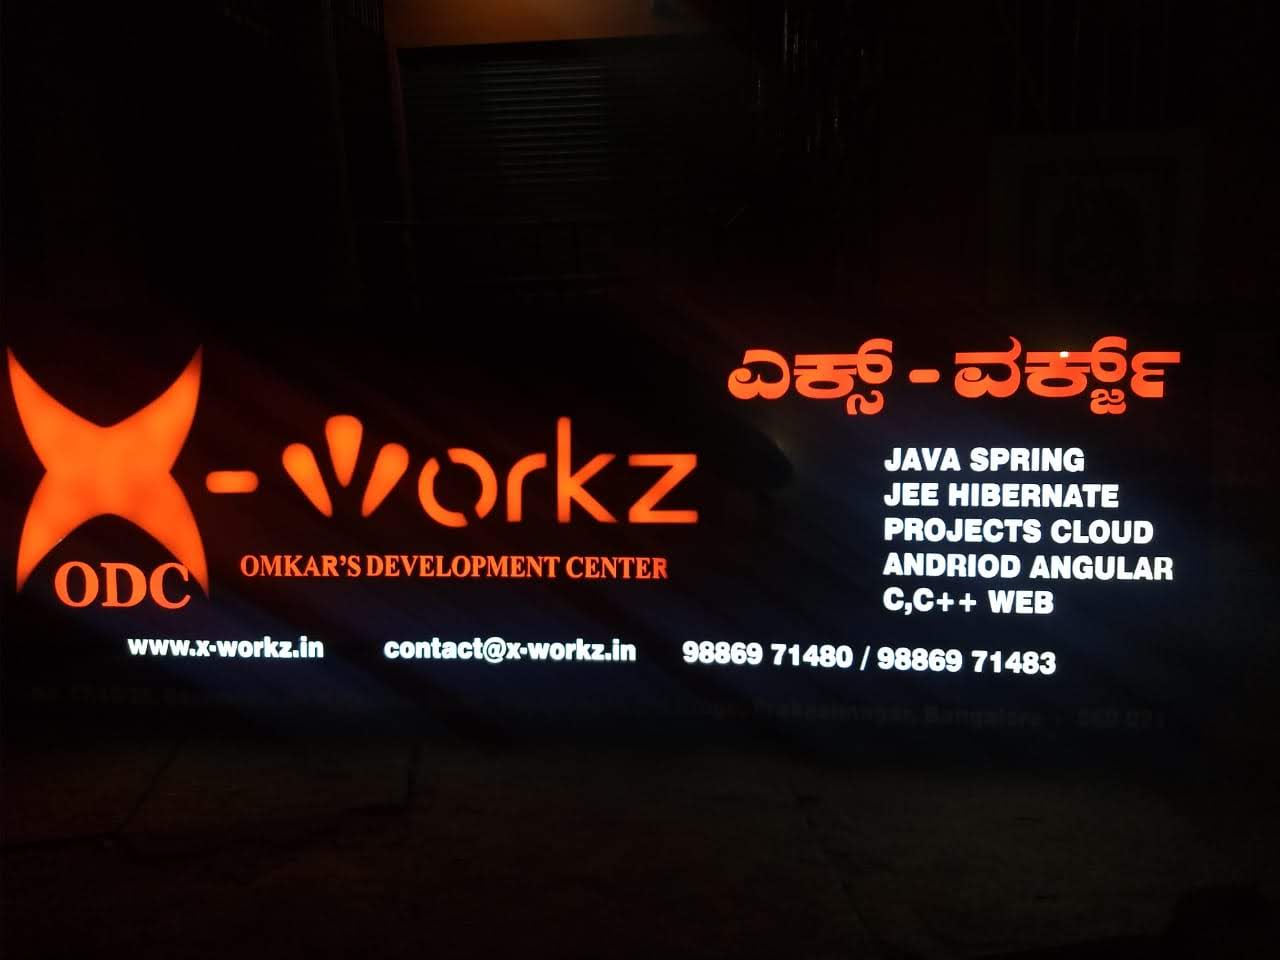 X-workz
ODC
OMKAR'S DEVELOPMENT CENTER
ಎಕ್ಸ್ - ವರ್ಕ್ಜ್
JAVA SPRING
JEE HIBERNATE
PROJECTS CLOUD
ANDRIOD ANGULAR
C,C++ WEB
www.x-workz.in contact@x-workz.in 98869 71480 / 98869 71483
Bangalore